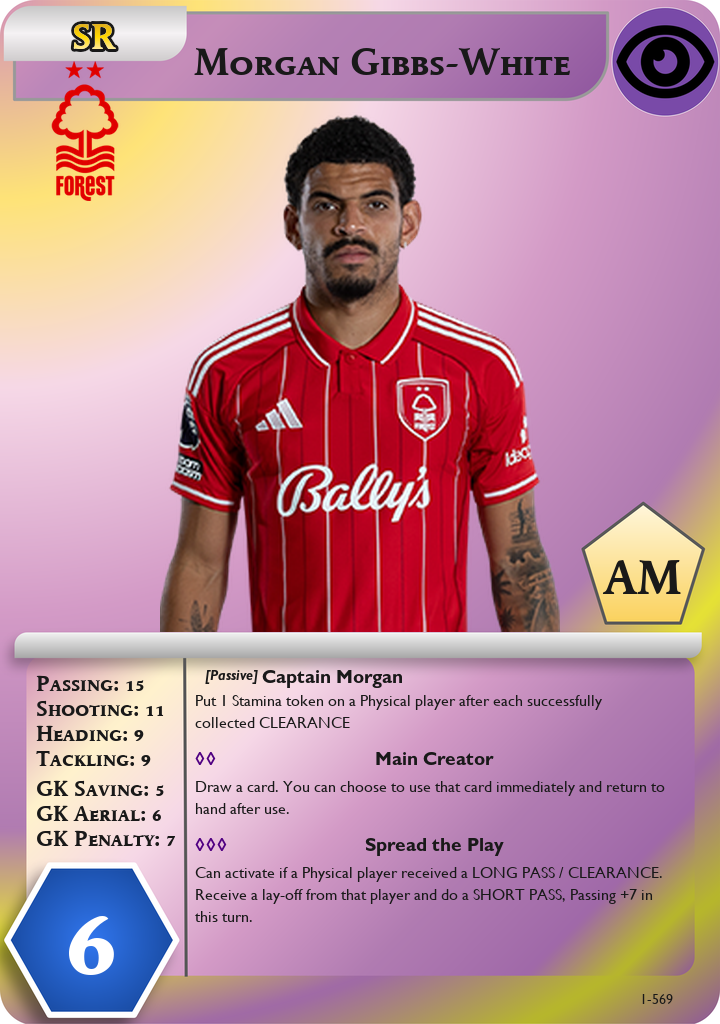 SR
Morgan Gibbs-White
FOREST
Bally's
AM
Passing: 15
Shooting: 11
Heading: 9
Tackling: 9
GK Saving: 5
GK Aerial: 6
GK Penalty: 7
6
[Passive] Captain Morgan
Put 1 Stamina token on a Physical player after each successfully
collected CLEARANCE
◊◊ Main Creator
Draw a card. You can choose to use that card immediately and return to
hand after use.
◊◊◊ Spread the Play
Can activate if a Physical player received a LONG PASS / CLEARANCE.
Receive a lay-off from that player and do a SHORT PASS, Passing +7 in
this turn.
1-569